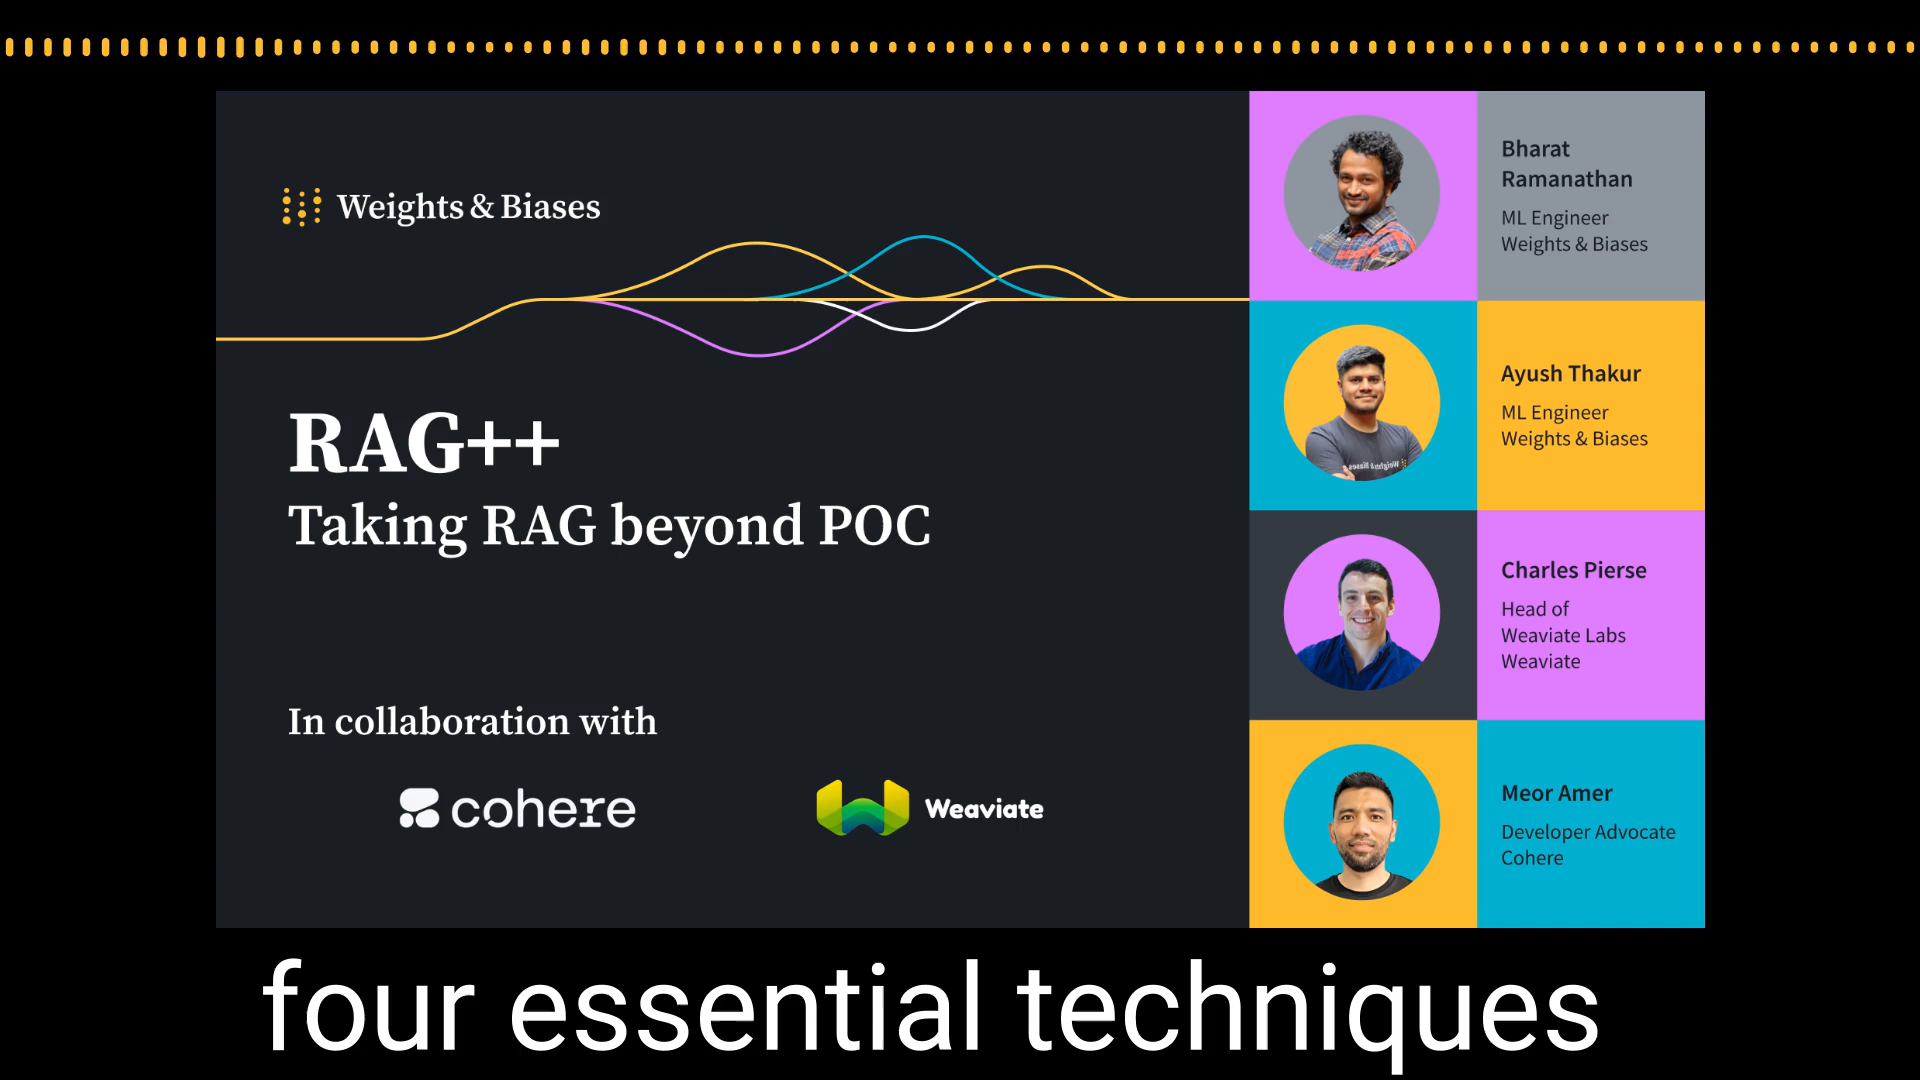 Weights & Biases
RAG++
Taking RAG beyond POC
In collaboration with
cohere
Weaviate
Bharat
Ramanathan
ML Engineer
Weights & Biases
Ayush Thakur
ML Engineer
Weights & Biases
Charles Pierse
Head of
Weaviate Labs
Weaviate
Meor Amer
Developer Advocate
Cohere
four essential techniques